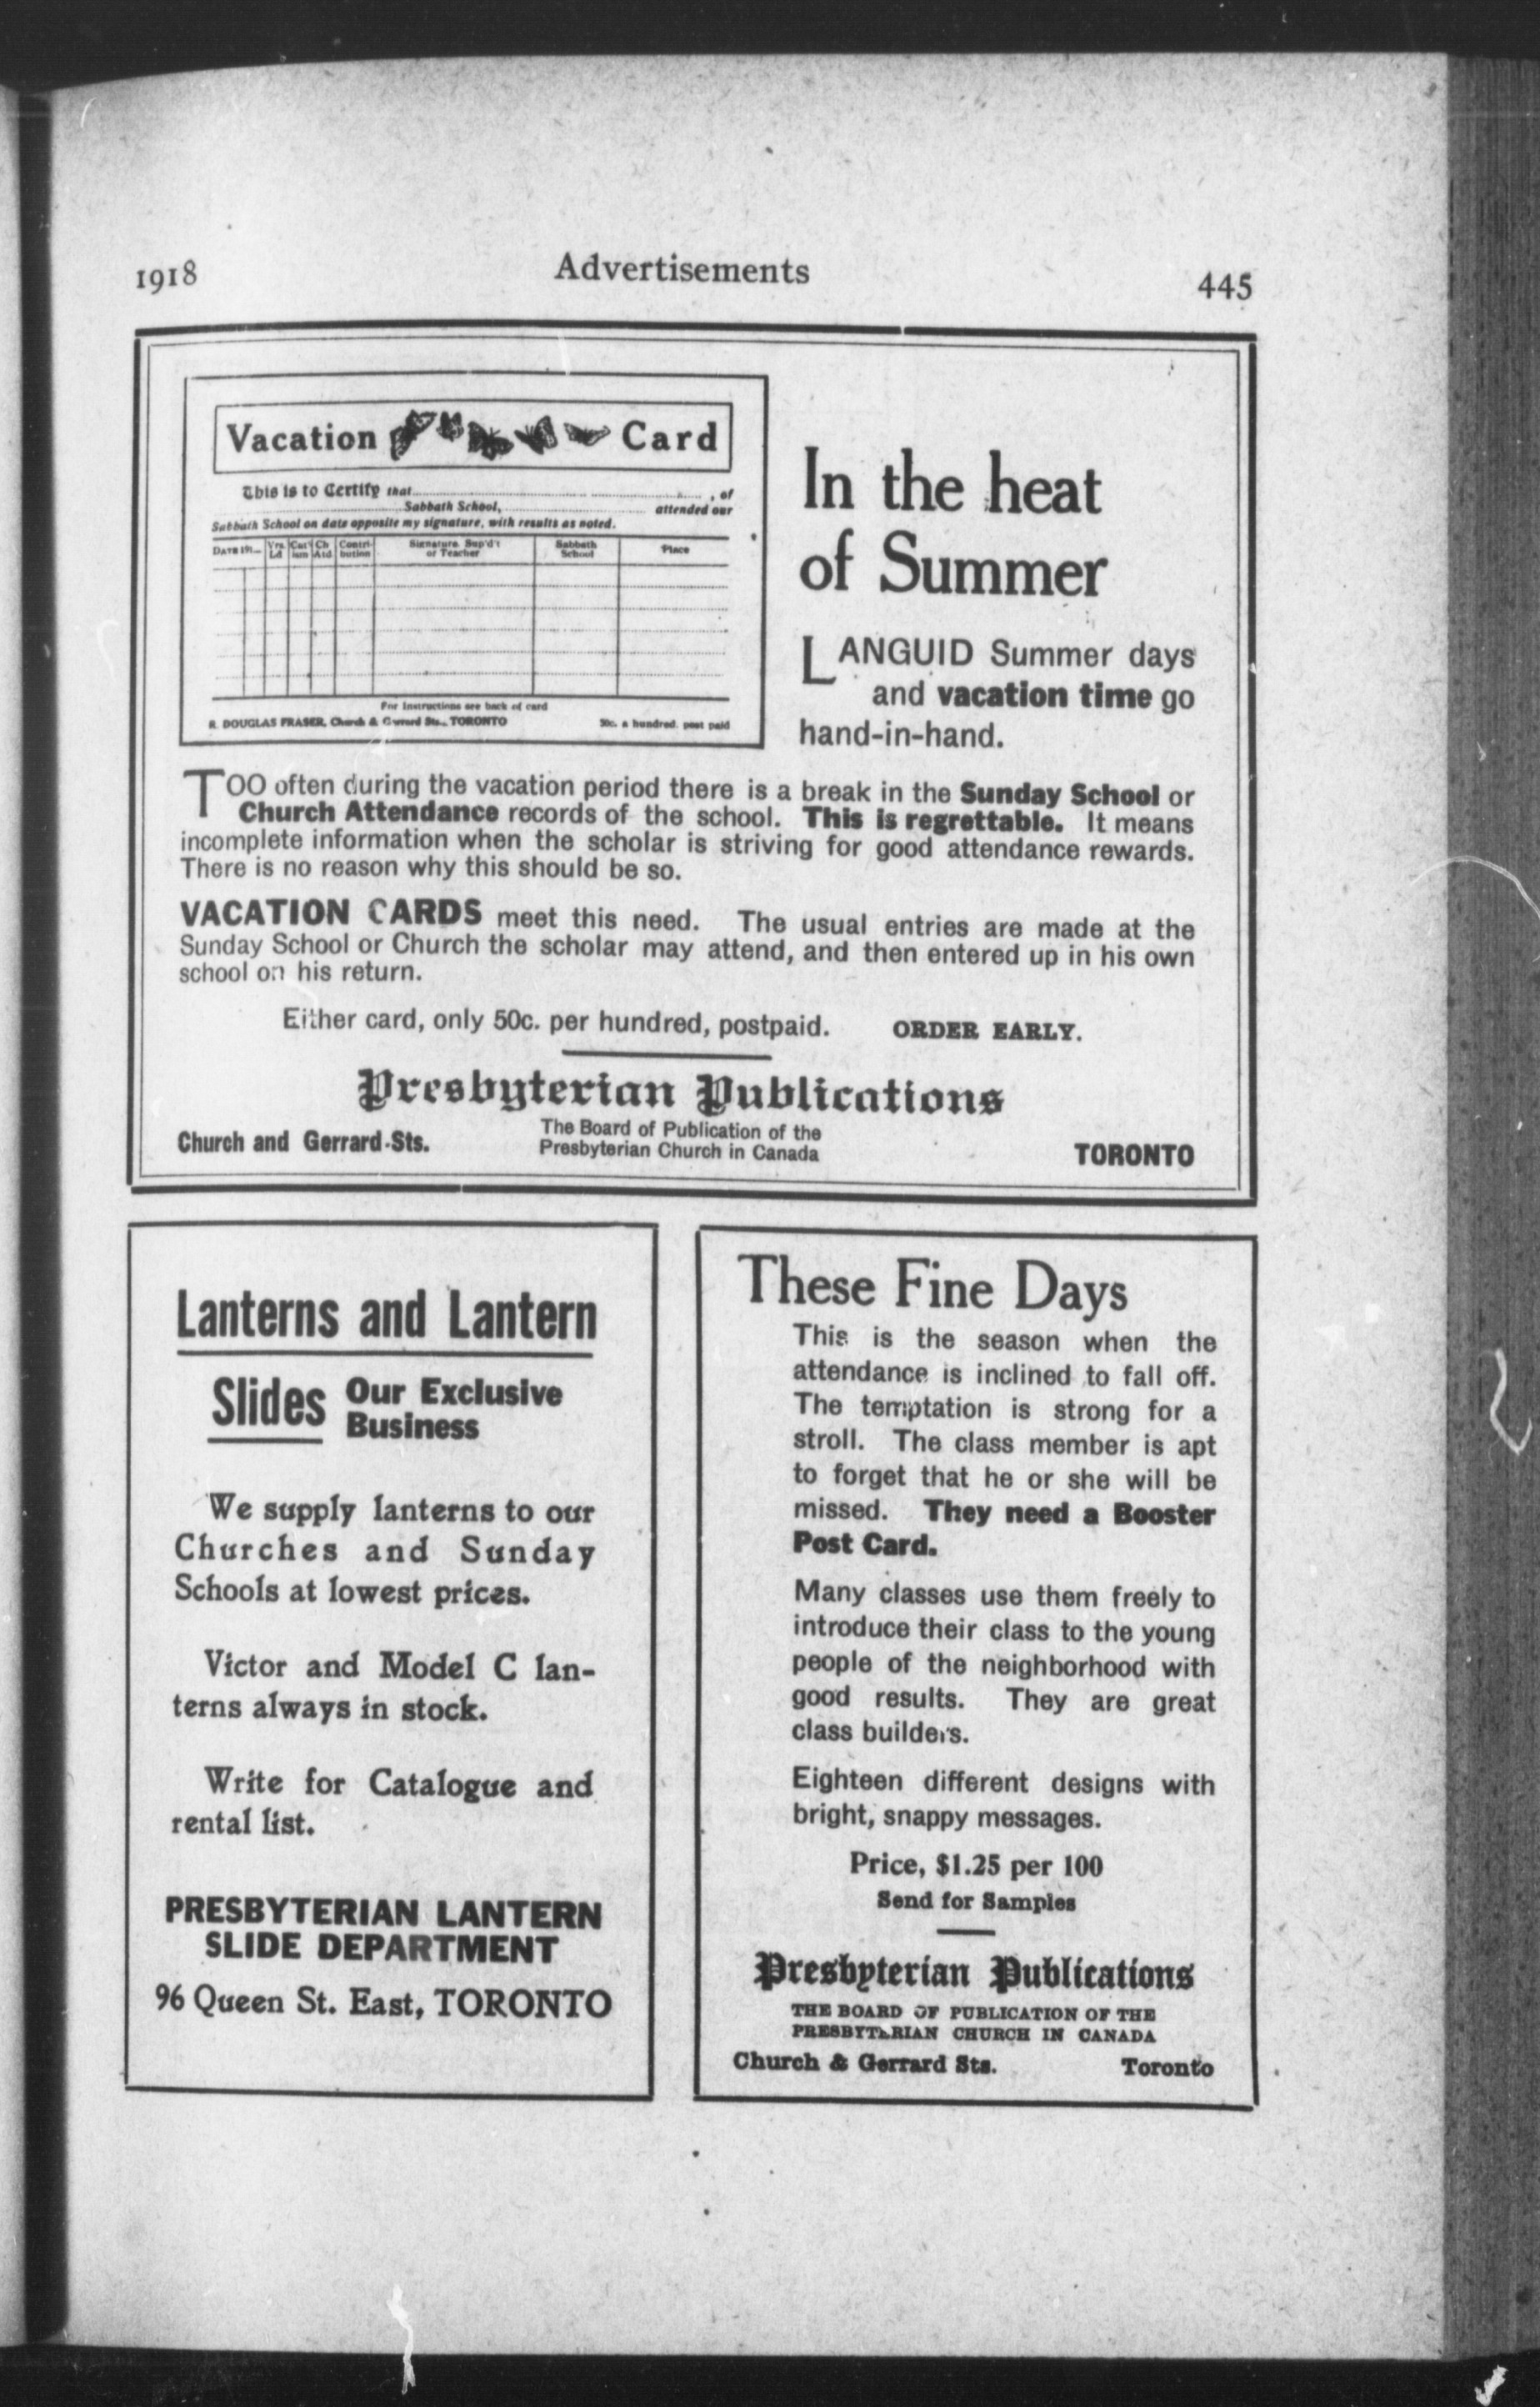 1918
Advertisements
445
Vacation Card
This is to Certify that , of
Sabbath School, attended our
Sabbath School on date opposite my signature, with results as noted.
DATE 191 Vrs. Ld Cat'ism Ch Atd. Contribution Signature Sup'd't or Teacher Sabbath School Place
For Instructions see back of card
R. DOUGLAS FRASER, Church & Gerrard Sts., TORONTO 50c. a hundred, post paid
In the heat
of Summer
LANGUID Summer days
and vacation time go
hand-in-hand.
TOO often during the vacation period there is a break in the Sunday School or
Church Attendance records of the school. This is regrettable. It means
incomplete information when the scholar is striving for good attendance rewards.
There is no reason why this should be so.
VACATION CARDS meet this need. The usual entries are made at the
Sunday School or Church the scholar may attend, and then entered up in his own
school on his return.
Either card, only 50c. per hundred, postpaid. ORDER EARLY.
Presbyterian Publications
The Board of Publication of the
Presbyterian Church in Canada
Church and Gerrard Sts.
TORONTO
Lanterns and Lantern
Slides Our Exclusive
Business
We supply lanterns to our
Churches and Sunday
Schools at lowest prices.
Victor and Model C lan-
terns always in stock.
Write for Catalogue and
rental list.
PRESBYTERIAN LANTERN
SLIDE DEPARTMENT
96 Queen St. East, TORONTO
These Fine Days
This is the season when the
attendance is inclined to fall off.
The temptation is strong for a
stroll. The class member is apt
to forget that he or she will be
missed. They need a Booster
Post Card.
Many classes use them freely to
introduce their class to the young
people of the neighborhood with
good results. They are great
class builders.
Eighteen different designs with
bright, snappy messages.
Price, $1.25 per 100
Send for Samples
Presbyterian Publications
THE BOARD OF PUBLICATION OF THE
PRESBYTERIAN CHURCH IN CANADA
Church & Gerrard Sts. Toronto